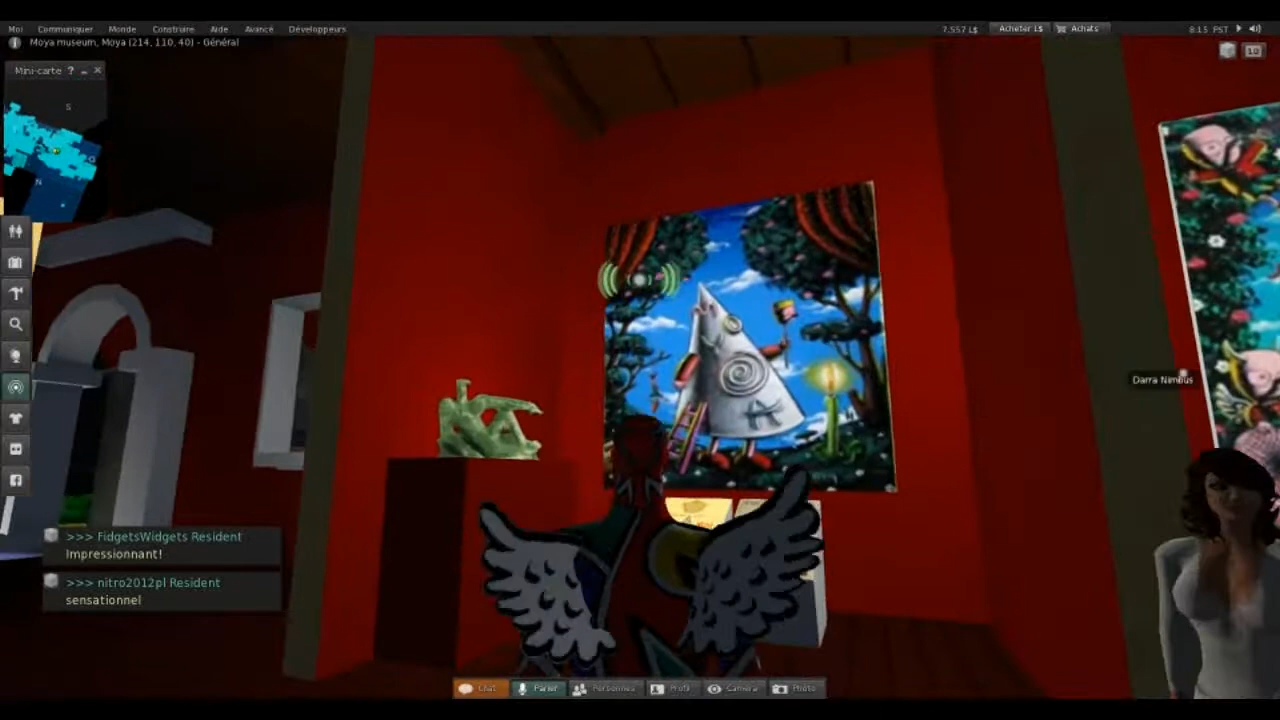 Moi Communiquer Monde Construire Aide Avancé Développeurs 7,557 L$ Acheter L$ Achats 8:15 PST
Moya museum, Moya (214, 110, 40) - Général
10
Mini-carte ?
S
N
Darra Nimbus
>>> FidgetsWidgets Resident
Impressionnant!
>>> nitro2012pl Resident
sensationnel
Chat Parler Personnes Profil Caméra Photo